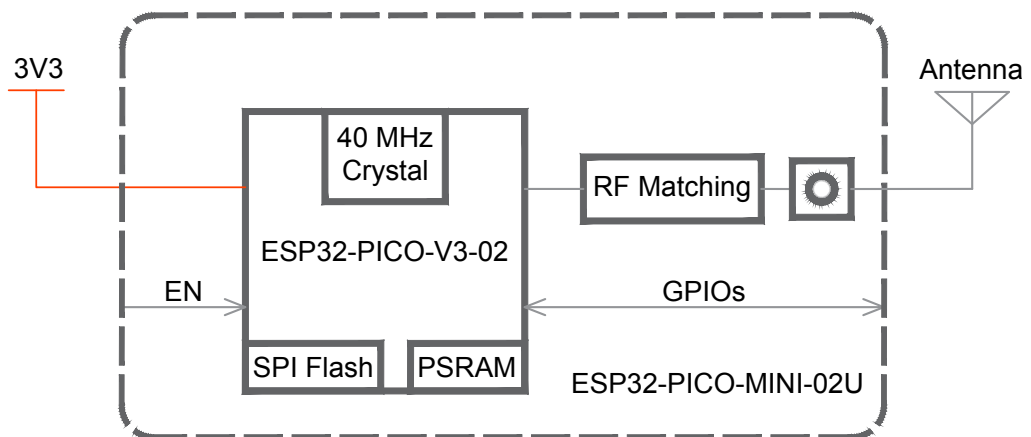 3V3
Antenna
40 MHz
Crystal
RF Matching
ESP32-PICO-V3-02
EN
GPIOs
SPI Flash
PSRAM
ESP32-PICO-MINI-02U